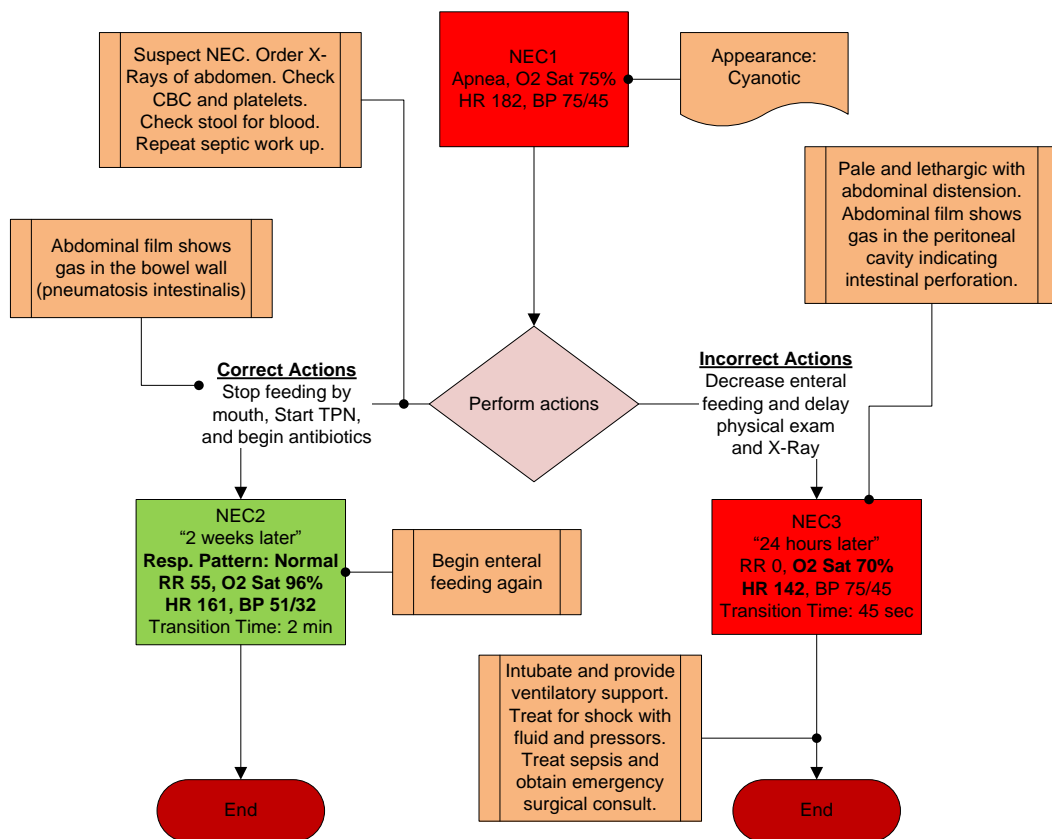 Suspect NEC. Order X-
Rays of abdomen. Check
CBC and platelets.
Check stool for blood.
Repeat septic work up.
NEC1
Apnea, O2 Sat 75%
HR 182, BP 75/45
Appearance:
Cyanotic
Pale and lethargic with
abdominal distension.
Abdominal film shows
gas in the peritoneal
cavity indicating
intestinal perforation.
Abdominal film shows
gas in the bowel wall
(pneumatosis intestinalis)
Correct Actions
Stop feeding by
mouth, Start TPN,
and begin antibiotics
Perform actions
Incorrect Actions
Decrease enteral
feeding and delay
physical exam
and X-Ray
NEC2
“2 weeks later”
Resp. Pattern: Normal
RR 55, O2 Sat 96%
HR 161, BP 51/32
Transition Time: 2 min
Begin enteral
feeding again
NEC3
“24 hours later”
RR 0, O2 Sat 70%
HR 142, BP 75/45
Transition Time: 45 sec
Intubate and provide
ventilatory support.
Treat for shock with
fluid and pressors.
Treat sepsis and
obtain emergency
surgical consult.
End
End